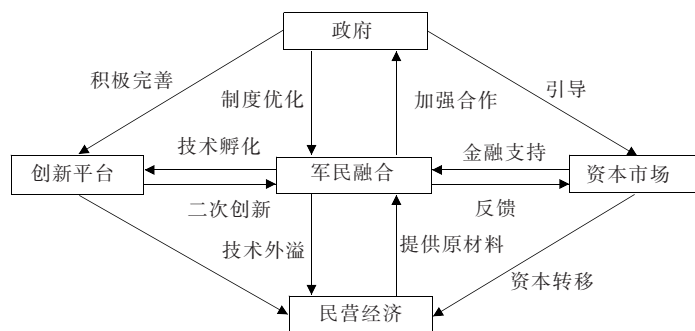 政府
积极完善
制度优化
加强合作
引导
技术孵化
金融支持
创新平台
军民融合
资本市场
二次创新
反馈
技术外溢
提供原材料
资本转移
民营经济